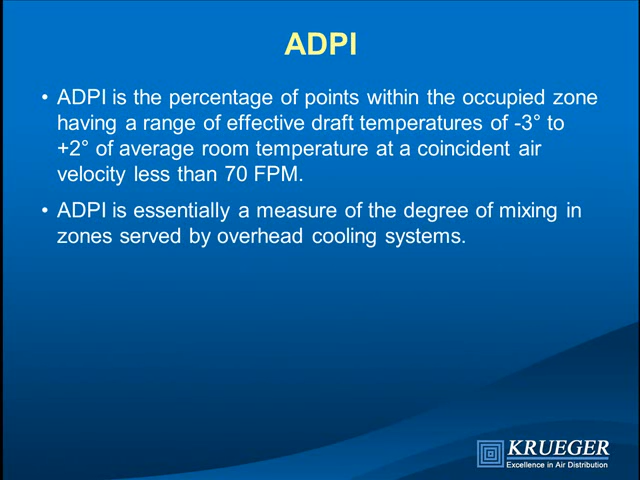 ADPI
• ADPI is the percentage of points within the occupied zone
having a range of effective draft temperatures of -3° to
+2° of average room temperature at a coincident air
velocity less than 70 FPM.
• ADPI is essentially a measure of the degree of mixing in
zones served by overhead cooling systems.
KRUEGER
Excellence in Air Distribution